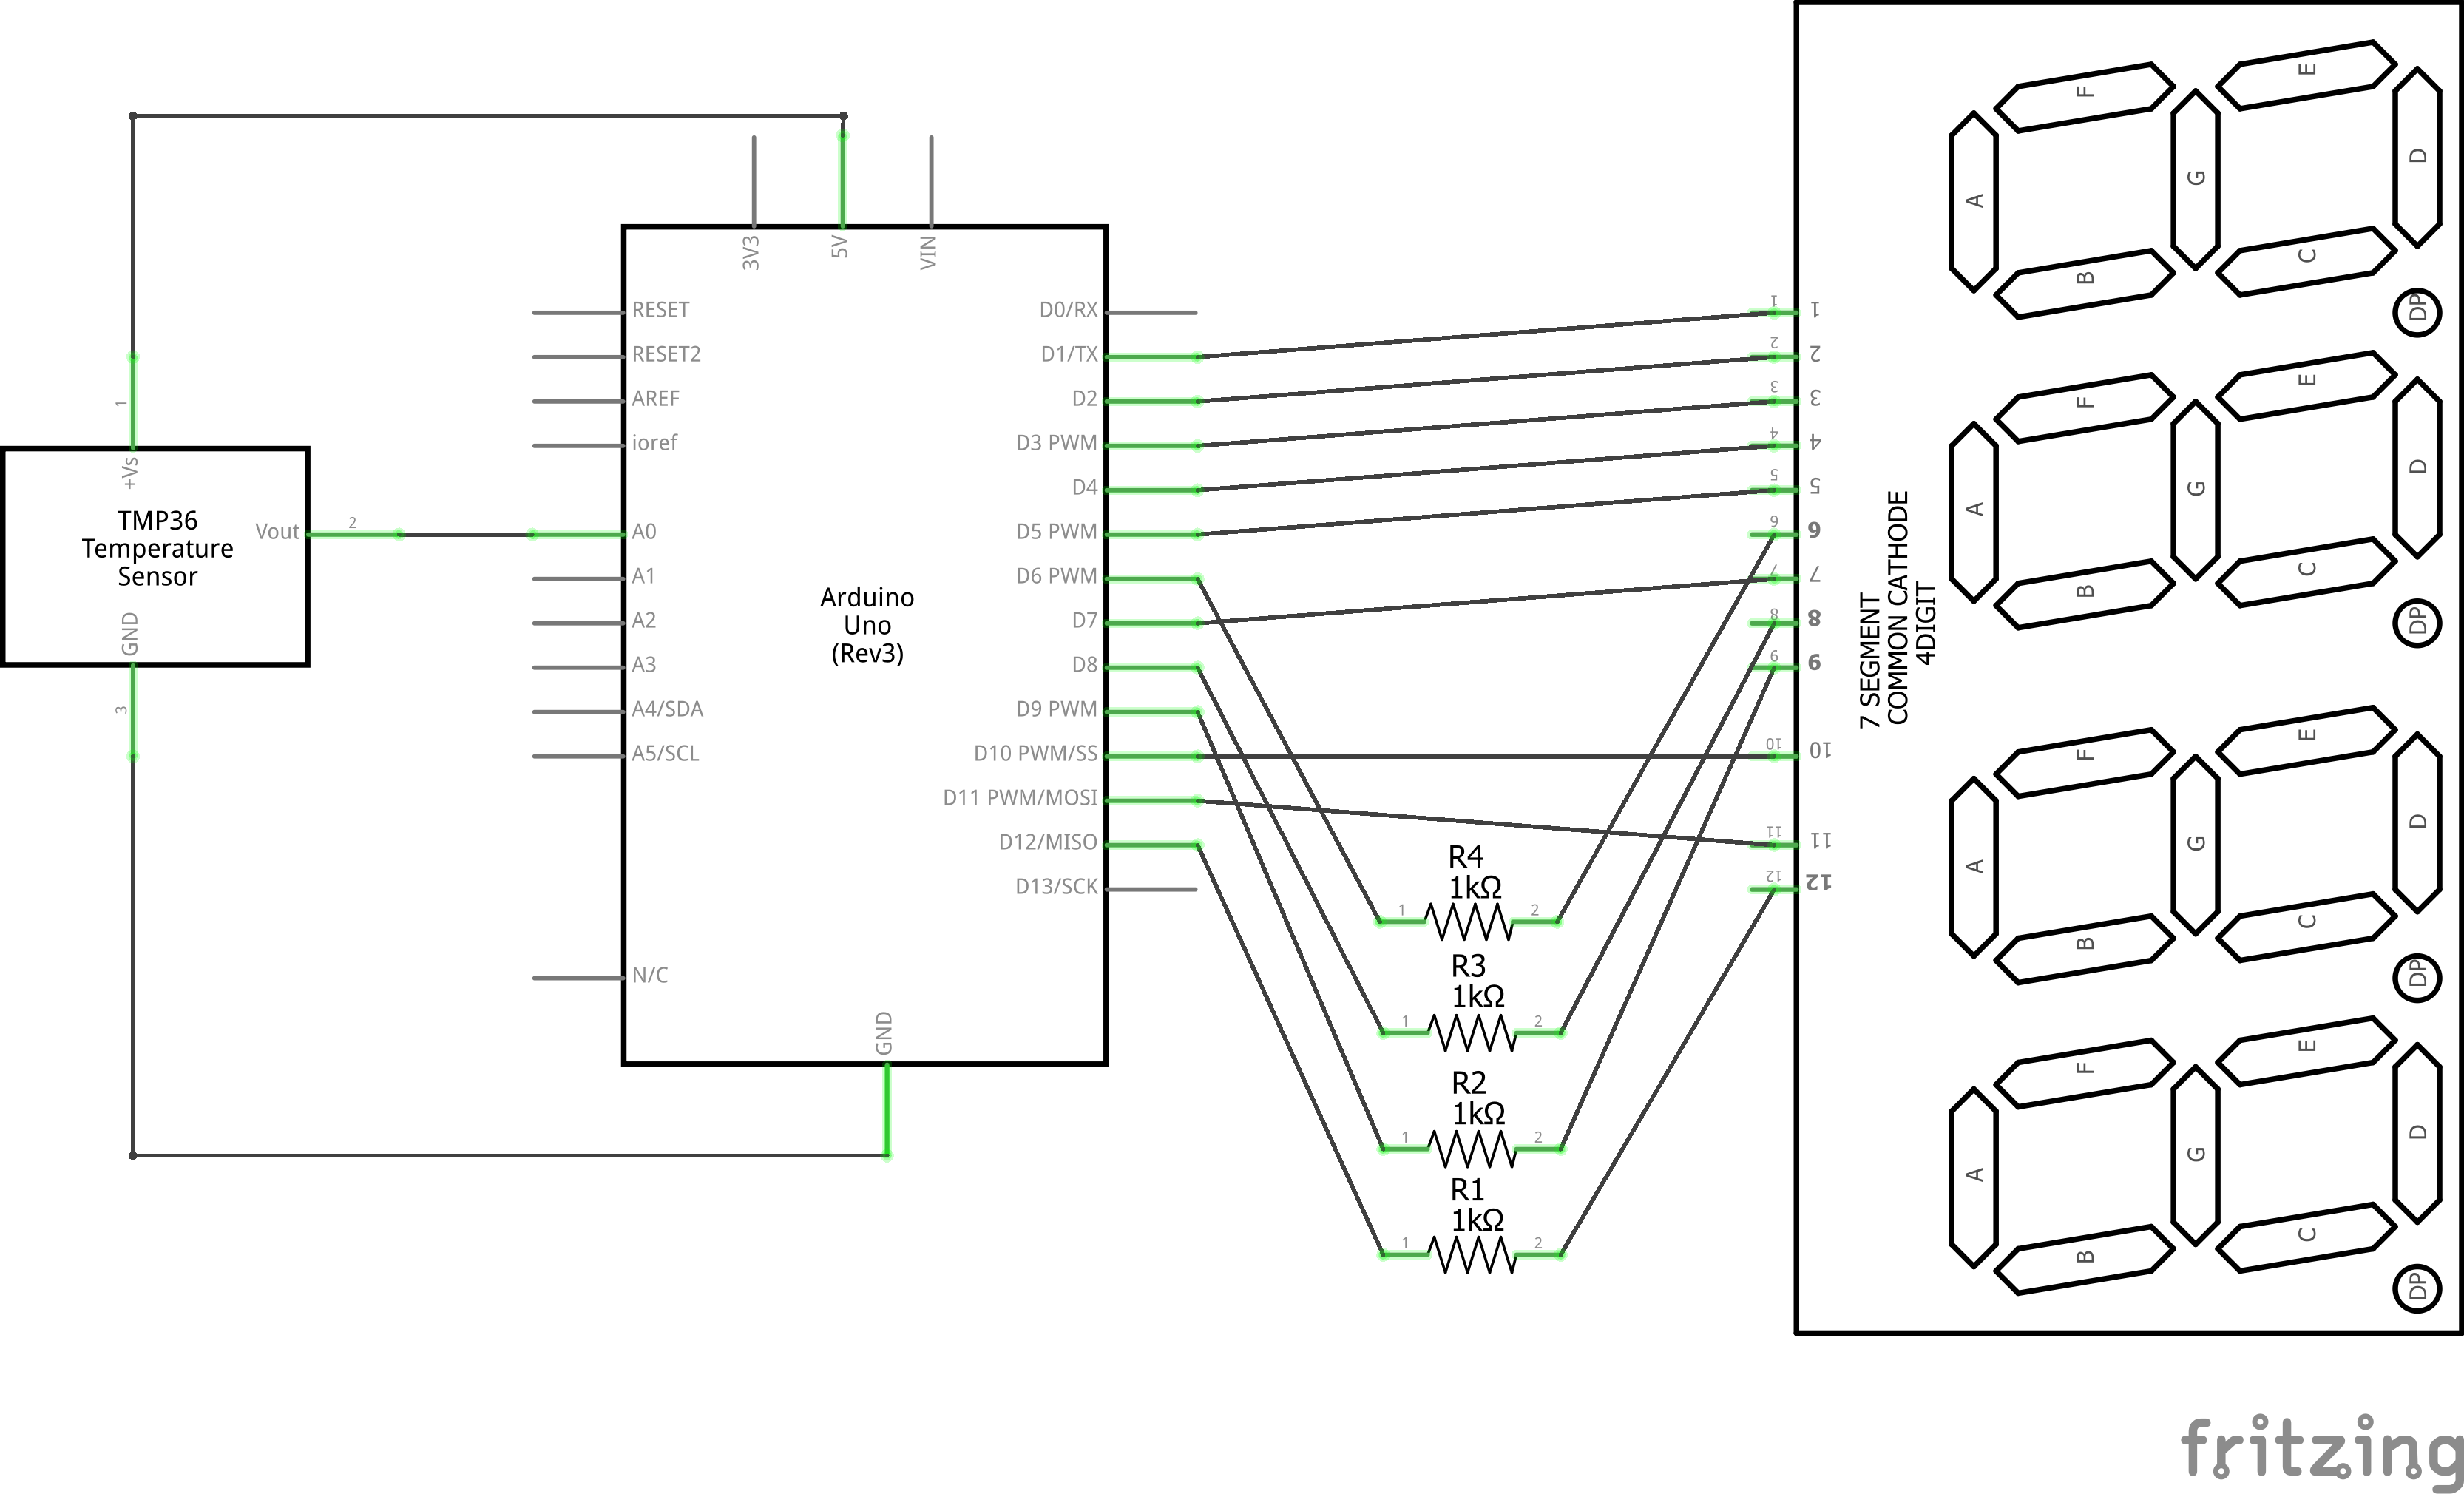 3V3
5V
VIN
RESET
RESET2
AREF
ioref
A0
A1
A2
A3
A4/SDA
A5/SCL
N/C
GND
D0/RX
D1/TX
D2
D3 PWM
D4
D5 PWM
D6 PWM
D7
D8
D9 PWM
D10 PWM/SS
D11 PWM/MOSI
D12/MISO
D13/SCK
Arduino
Uno
(Rev3)
1
+Vs
TMP36
Temperature
Sensor
Vout
2
GND
3
R4
1kΩ
1 2
R3
1kΩ
1 2
R2
1kΩ
1 2
R1
1kΩ
1 2
1 1
2 2
3 3
4 4
5 5
6 6
7 7
8 8
9 9
10 10
11 11
12 12
7 SEGMENT
COMMON CATHODE
4DIGIT
A F B G E C D DP
A F B G E C D DP
A F B G E C D DP
A F B G E C D DP
fritzing